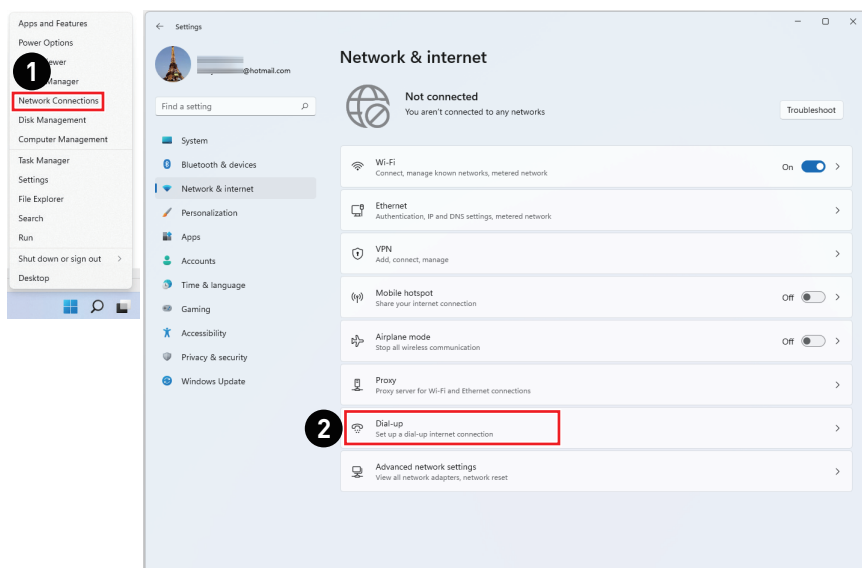 Apps and Features
Power Options
Manager
Network Connections
Disk Management
Computer Management
Task Manager
Settings
File Explorer
Search
Run
Shut down or sign out
Desktop
1
Settings
@hotmail.com
Find a setting
System
Bluetooth & devices
Network & internet
Personalization
Apps
Accounts
Time & language
Gaming
Accessibility
Privacy & security
Windows Update
Network & internet
Not connected
You aren't connected to any networks
Troubleshoot
Wi-Fi
Connect, manage known networks, metered network
On
Ethernet
Authentication, IP and DNS settings, metered network
VPN
Add, connect, manage
Mobile hotspot
Share your internet connection
Off
Airplane mode
Stop all wireless communication
Off
Proxy
Proxy server for Wi-Fi and Ethernet connections
2
Dial-up
Set up a dial-up internet connection
Advanced network settings
View all network adapters, network reset